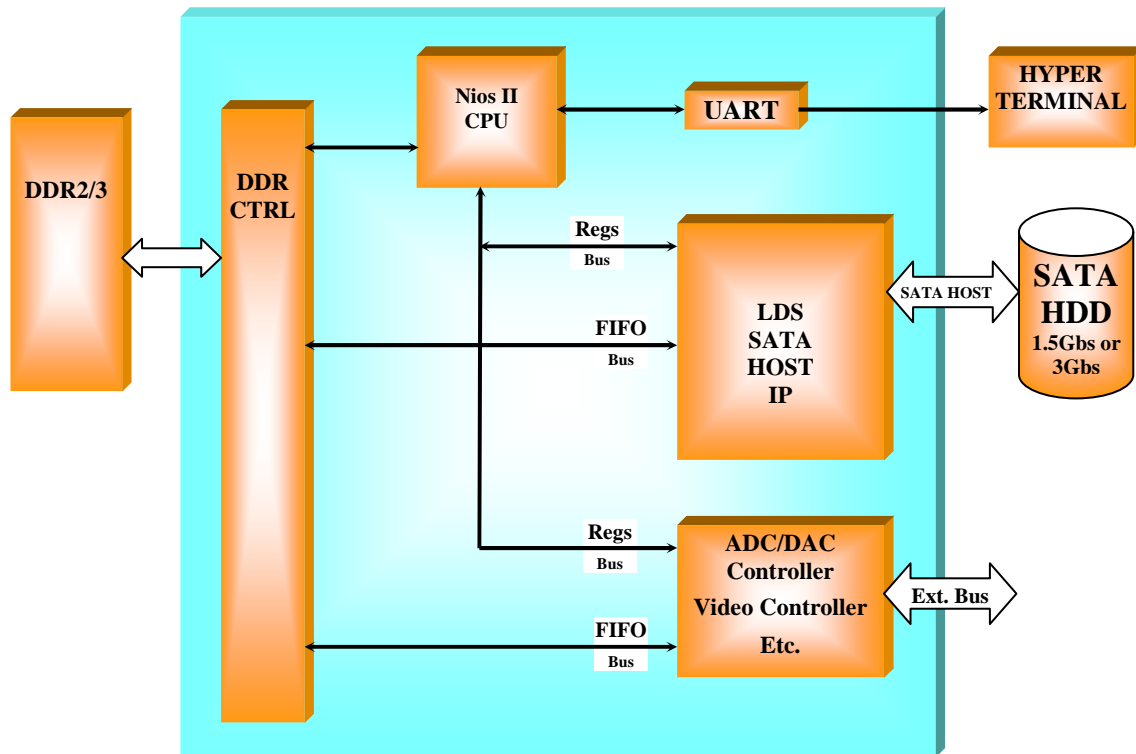 Nios II
CPU
UART
HYPER
TERMINAL
DDR2/3
DDR
CTRL
Regs
Bus
FIFO
Bus
LDS
SATA
HOST
IP
SATA HOST
SATA
HDD
1.5Gbs or
3Gbs
Regs
Bus
FIFO
Bus
ADC/DAC
Controller
Video Controller
Etc.
Ext. Bus